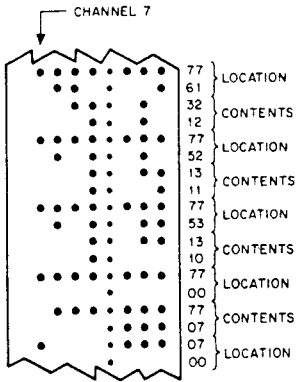 CHANNEL 7
77
61
LOCATION
32
12
CONTENTS
77
52
LOCATION
13
11
CONTENTS
77
53
LOCATION
13
10
CONTENTS
77
00
LOCATION
77
07
CONTENTS
07
00
LOCATION